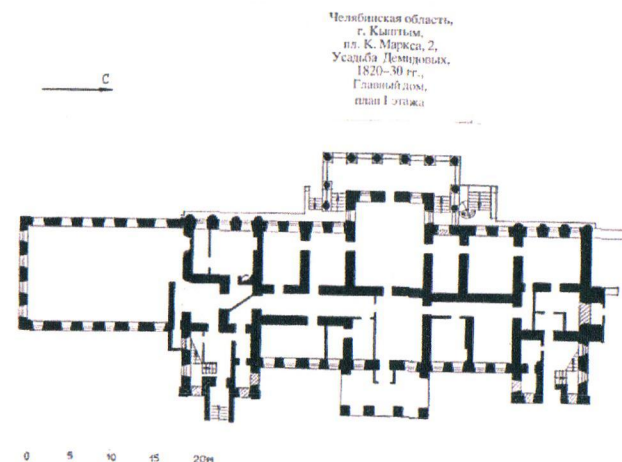 Челябинская область,
г. Кыштым,
пл. К. Маркса, 2,
Усадьба Демидовых,
1820–30 гг.,
Главный дом,
план I этажа
С
0 5 10 15 20м